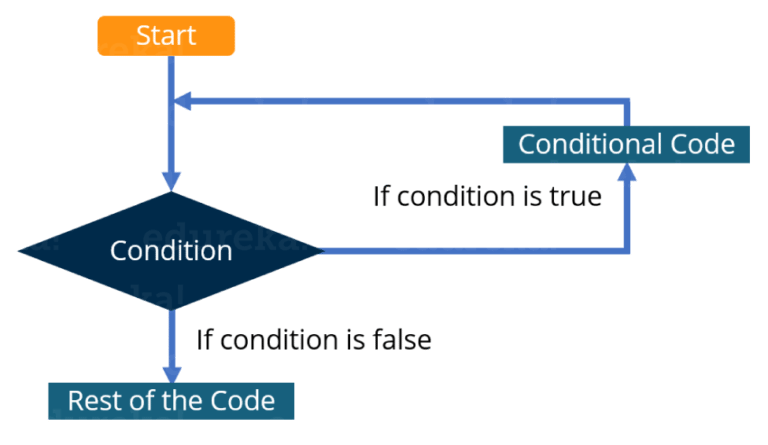 Start
Conditional Code
If condition is true
Condition
If condition is false
Rest of the Code